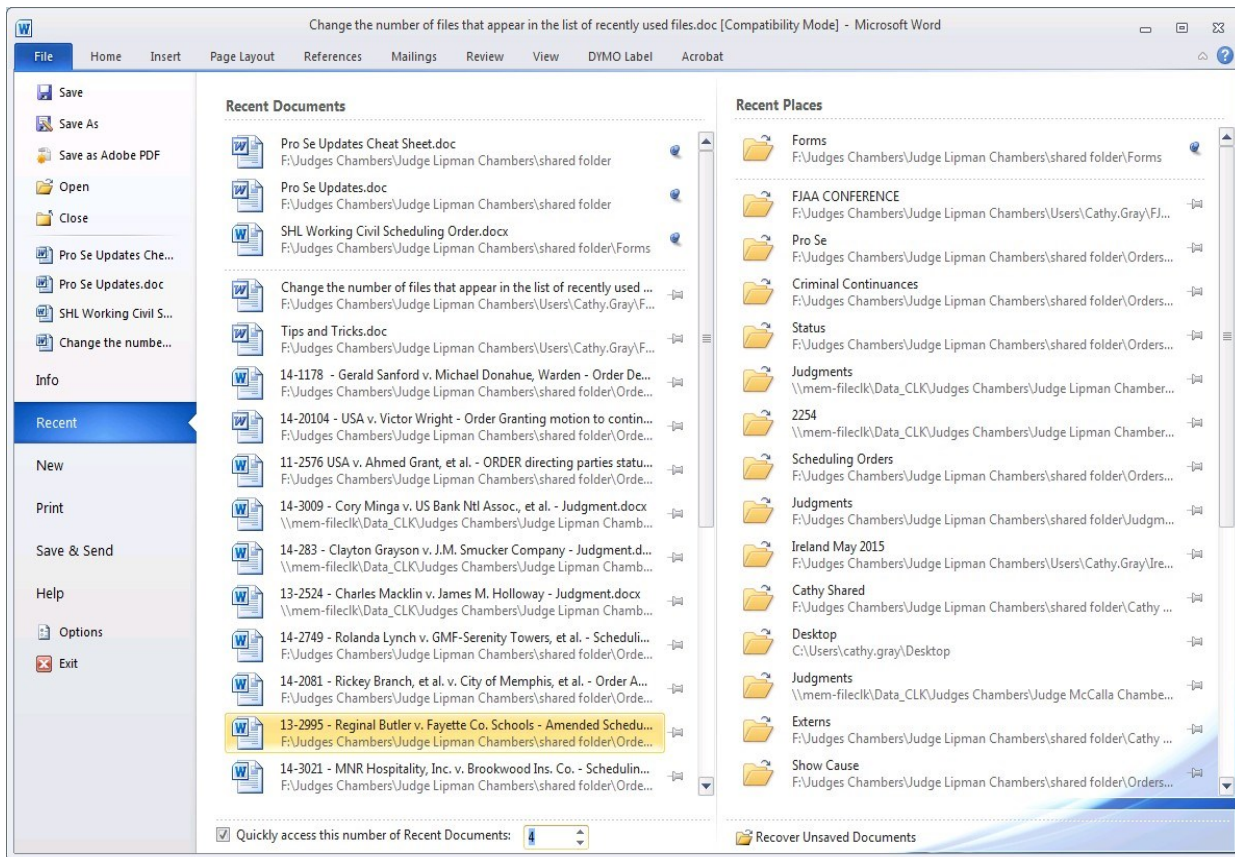 Change the number of files that appear in the list of recently used files.doc [Compatibility Mode] - Microsoft Word
File Home Insert Page Layout References Mailings Review View DYMO Label Acrobat
Save
Save As
Save as Adobe PDF
Open
Close
Pro Se Updates Che...
Pro Se Updates.doc
SHL Working Civil S...
Change the numbe...
Info
Recent
New
Print
Save & Send
Help
Options
Exit
Recent Documents
Pro Se Updates Cheat Sheet.doc
F:\Judges Chambers\Judge Lipman Chambers\shared folder
Pro Se Updates.doc
F:\Judges Chambers\Judge Lipman Chambers\shared folder
SHL Working Civil Scheduling Order.docx
F:\Judges Chambers\Judge Lipman Chambers\shared folder\Forms
Change the number of files that appear in the list of recently used ...
F:\Judges Chambers\Judge Lipman Chambers\Users\Cathy.Gray\F...
Tips and Tricks.doc
F:\Judges Chambers\Judge Lipman Chambers\Users\Cathy.Gray\F...
14-1178 - Gerald Sanford v. Michael Donahue, Warden - Order De...
F:\Judges Chambers\Judge Lipman Chambers\shared folder\Orde...
14-20104 - USA v. Victor Wright - Order Granting motion to contin...
F:\Judges Chambers\Judge Lipman Chambers\shared folder\Orde...
11-2576 USA v. Ahmed Grant, et al. - ORDER directing parties statu...
F:\Judges Chambers\Judge Lipman Chambers\shared folder\Orde...
14-3009 - Cory Minga v. US Bank Ntl Assoc., et al. - Judgment.docx
\\mem-fileclk\Data_CLK\Judges Chambers\Judge Lipman Chamb...
14-283 - Clayton Grayson v. J.M. Smucker Company - Judgment.d...
\\mem-fileclk\Data_CLK\Judges Chambers\Judge Lipman Chamb...
13-2524 - Charles Macklin v. James M. Holloway - Judgment.docx
\\mem-fileclk\Data_CLK\Judges Chambers\Judge Lipman Chamb...
14-2749 - Rolanda Lynch v. GMF-Serenity Towers, et al. - Scheduli...
F:\Judges Chambers\Judge Lipman Chambers\shared folder\Orde...
14-2081 - Rickey Branch, et al. v. City of Memphis, et al. - Order A...
F:\Judges Chambers\Judge Lipman Chambers\shared folder\Orde...
13-2995 - Reginal Butler v. Fayette Co. Schools - Amended Schedu...
F:\Judges Chambers\Judge Lipman Chambers\shared folder\Orde...
14-3021 - MNR Hospitality, Inc. v. Brookwood Ins. Co. - Schedulin...
F:\Judges Chambers\Judge Lipman Chambers\shared folder\Orde...
Quickly access this number of Recent Documents: 4
Recent Places
Forms
F:\Judges Chambers\Judge Lipman Chambers\shared folder\Forms
FJAA CONFERENCE
F:\Judges Chambers\Judge Lipman Chambers\Users\Cathy.Gray\FJ...
Pro Se
F:\Judges Chambers\Judge Lipman Chambers\shared folder\Orders...
Criminal Continuances
F:\Judges Chambers\Judge Lipman Chambers\shared folder\Orders...
Status
F:\Judges Chambers\Judge Lipman Chambers\shared folder\Orders...
Judgments
\\mem-fileclk\Data_CLK\Judges Chambers\Judge Lipman Chamber...
2254
\\mem-fileclk\Data_CLK\Judges Chambers\Judge Lipman Chamber...
Scheduling Orders
F:\Judges Chambers\Judge Lipman Chambers\shared folder\Orders...
Judgments
F:\Judges Chambers\Judge Lipman Chambers\shared folder\Judgm...
Ireland May 2015
F:\Judges Chambers\Judge Lipman Chambers\Users\Cathy.Gray\Ire...
Cathy Shared
F:\Judges Chambers\Judge Lipman Chambers\shared folder\Cathy ...
Desktop
C:\Users\cathy.gray\Desktop
Judgments
\\mem-fileclk\Data_CLK\Judges Chambers\Judge McCalla Chambe...
Externs
F:\Judges Chambers\Judge Lipman Chambers\shared folder\Cathy ...
Show Cause
F:\Judges Chambers\Judge Lipman Chambers\shared folder\Orders...
Recover Unsaved Documents